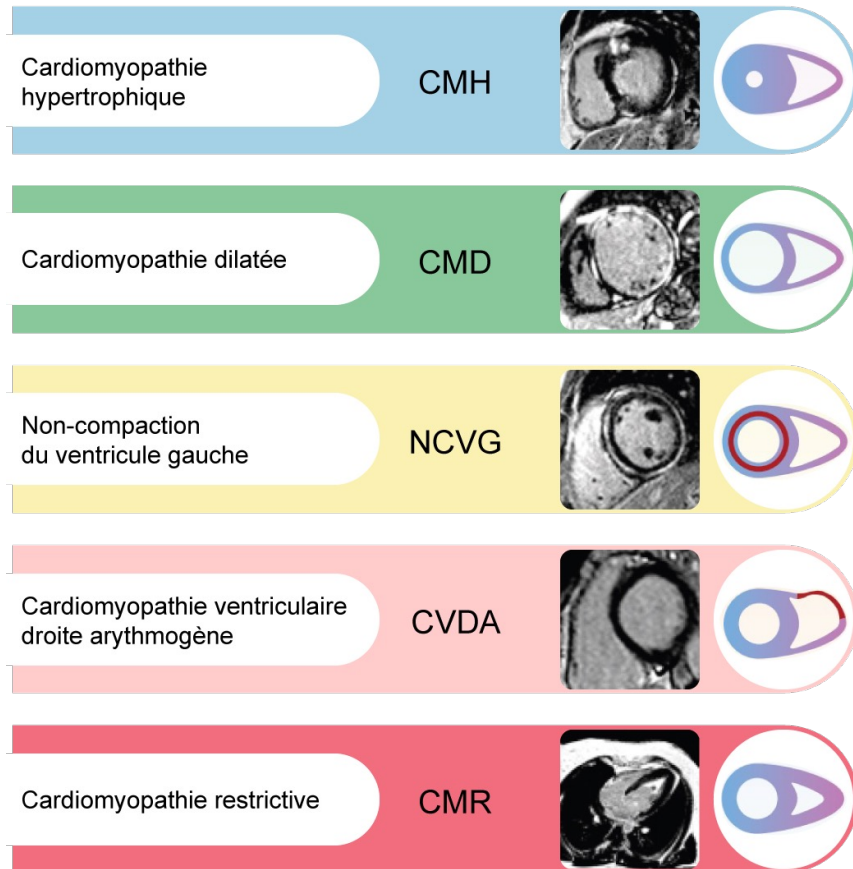 Cardiomyopathie
hypertrophique
CMH
Cardiomyopathie dilatée
CMD
Non-compaction
du ventricule gauche
NCVG
Cardiomyopathie ventriculaire
droite arythmogène
CVDA
Cardiomyopathie restrictive
CMR